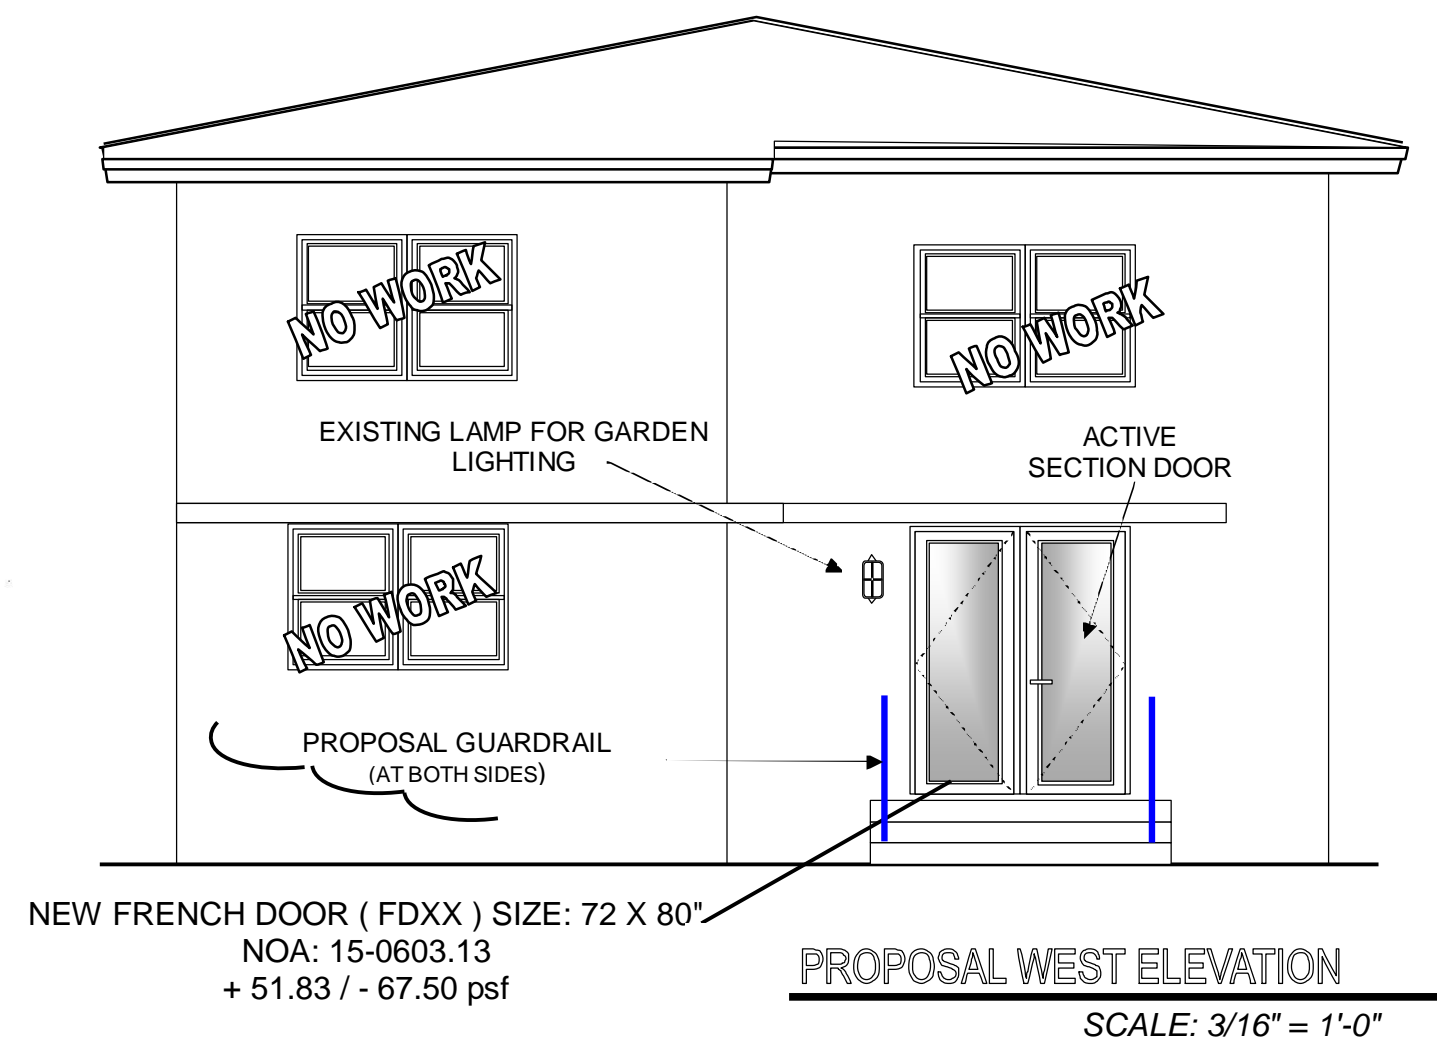 NO WORK
NO WORK
EXISTING LAMP FOR GARDEN
LIGHTING
ACTIVE
SECTION DOOR
NO WORK
PROPOSAL GUARDRAIL
(AT BOTH SIDES)
NEW FRENCH DOOR ( FDXX ) SIZE: 72 X 80"
NOA: 15-0603.13
+ 51.83 / - 67.50 psf
PROPOSAL WEST ELEVATION
SCALE: 3/16" = 1'-0"